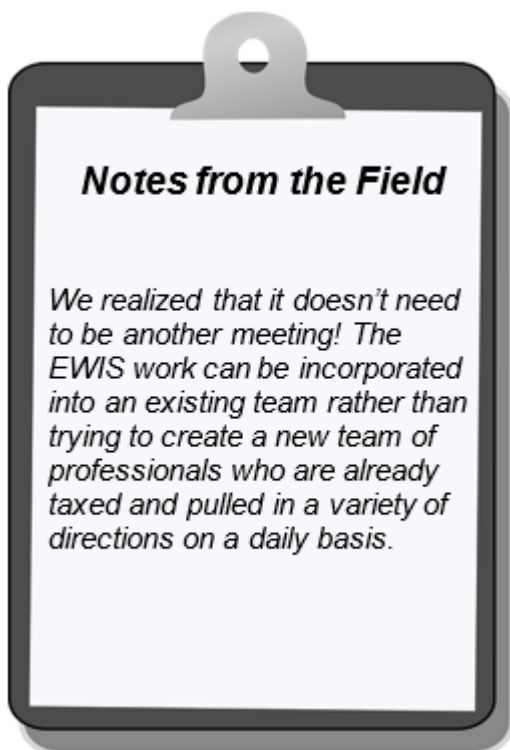 Notes from the Field
We realized that it doesn’t need
to be another meeting! The
EWIS work can be incorporated
into an existing team rather than
trying to create a new team of
professionals who are already
taxed and pulled in a variety of
directions on a daily basis.